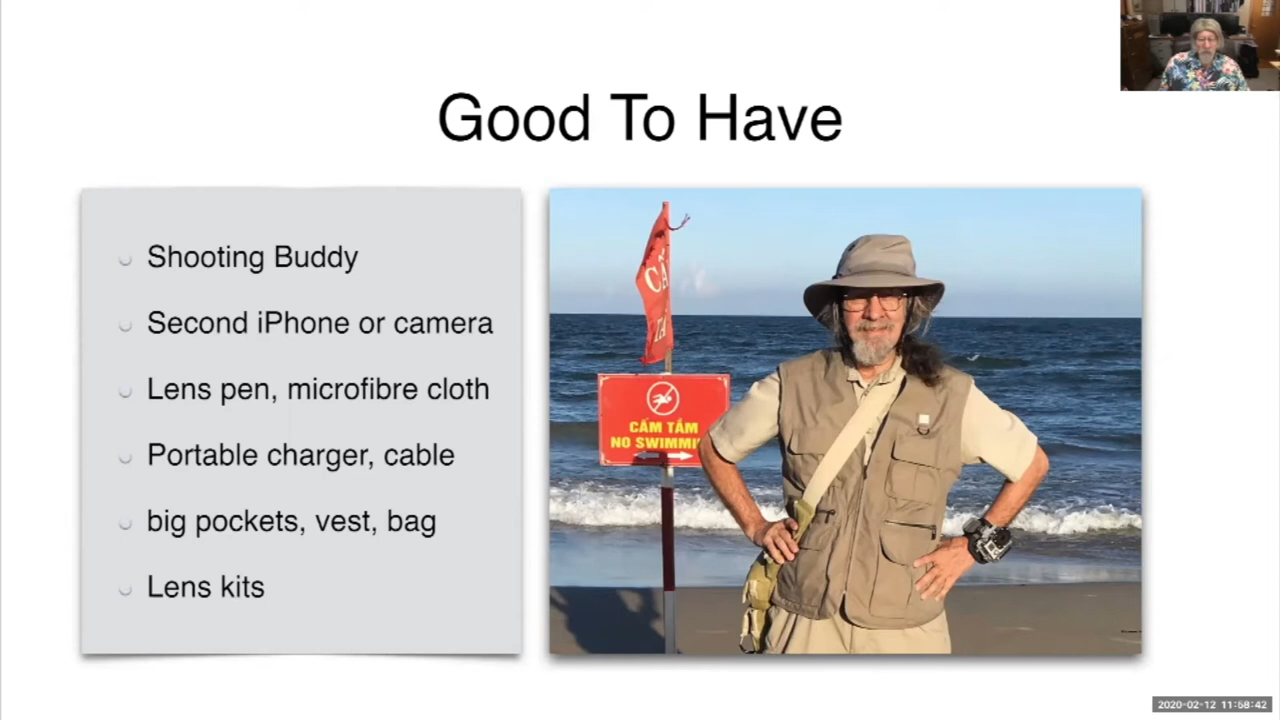 Good To Have
Shooting Buddy
Second iPhone or camera
Lens pen, microfibre cloth
Portable charger, cable
big pockets, vest, bag
Lens kits
CẤM TẮM
NO SWIMMI
2020-02-12 11:58:42